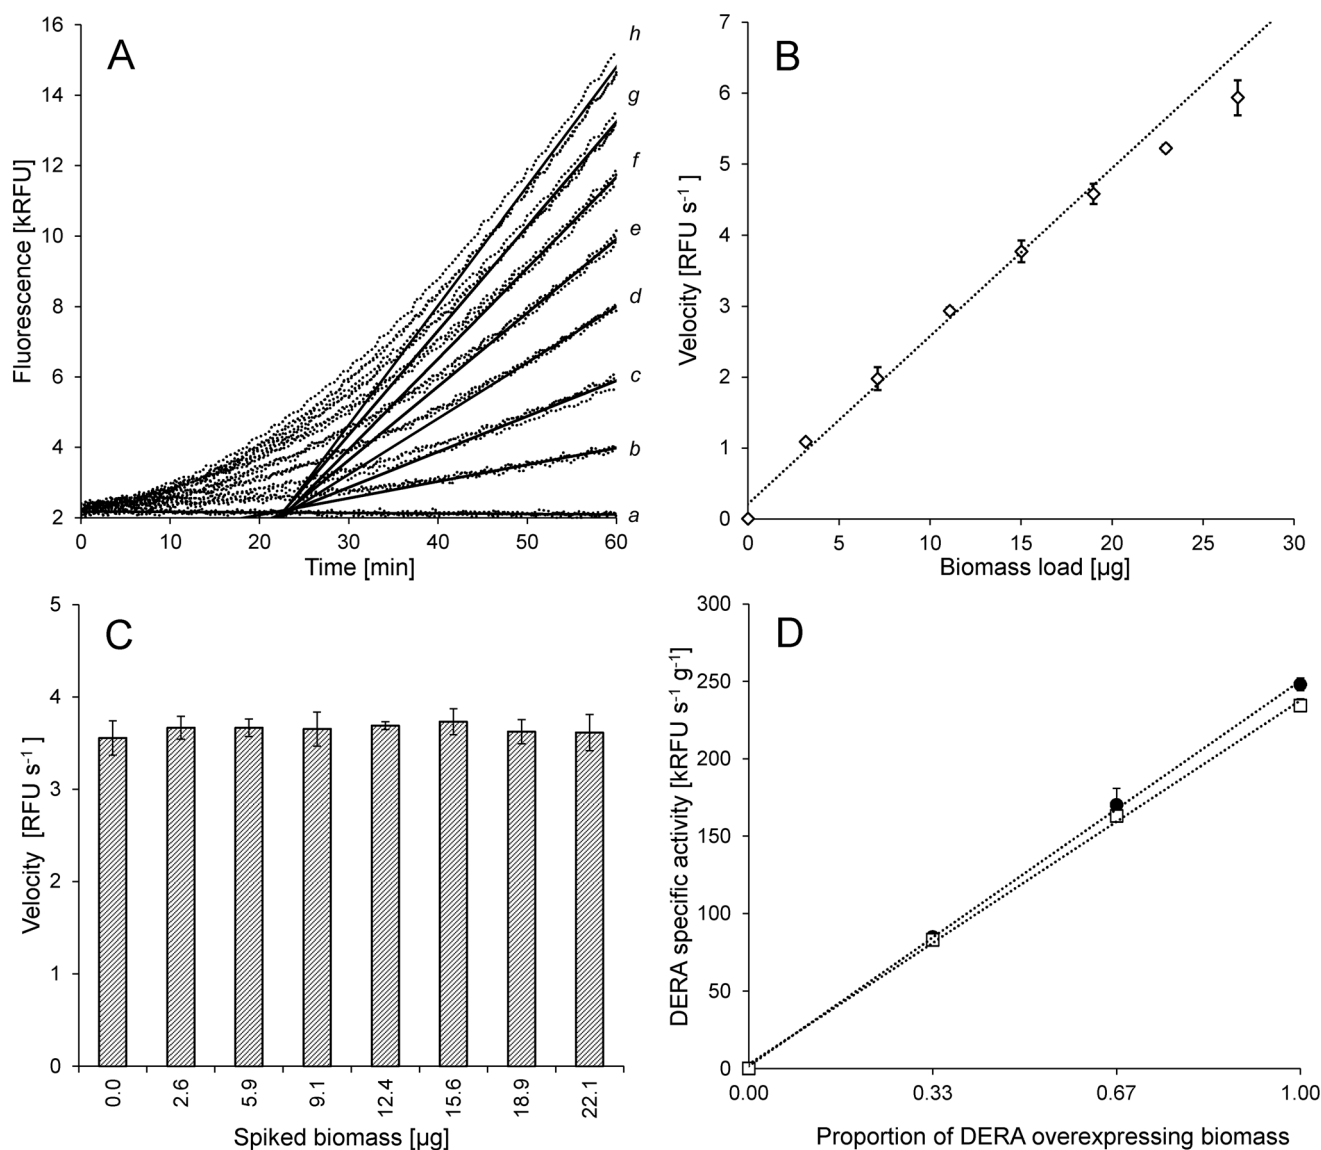 A
Fluorescence [kRFU]
16
14
12
10
8
6
4
2
h
g
f
e
d
c
b
a
0 10 20 30 40 50 60
Time [min]
B
Velocity [RFU s⁻¹ ]
7
6
5
4
3
2
1
0
0 5 10 15 20 25 30
Biomass load [µg]
C
Velocity [RFU s⁻¹ ]
5
4
3
2
1
0
0.0 2.6 5.9 9.1 12.4 15.6 18.9 22.1
Spiked biomass [µg]
D
DERA specific activity [kRFU s⁻¹ g⁻¹]
300
250
200
150
100
50
0
0.00 0.33 0.67 1.00
Proportion of DERA overexpressing biomass